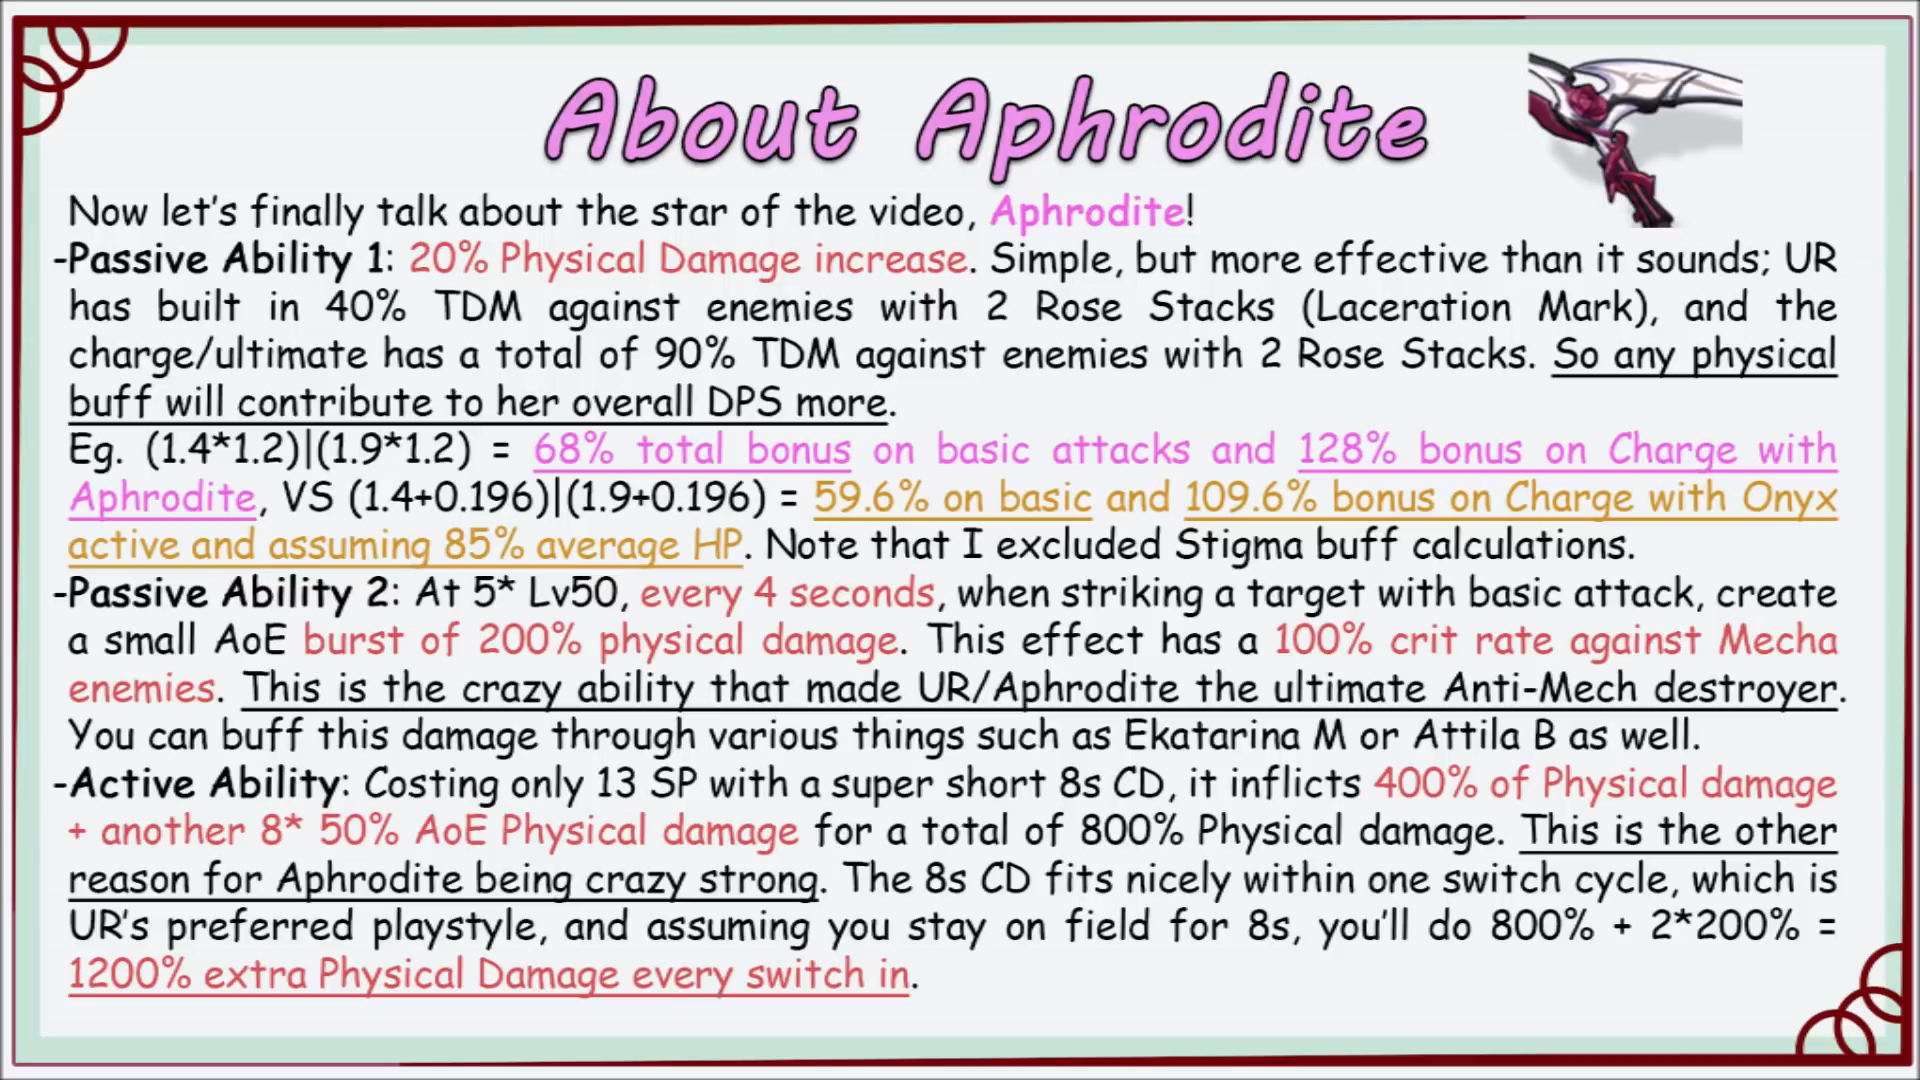 About Aphrodite
Now let's finally talk about the star of the video, Aphrodite!
-Passive Ability 1: 20% Physical Damage increase. Simple, but more effective than it sounds; UR
has built in 40% TDM against enemies with 2 Rose Stacks (Laceration Mark), and the
charge/ultimate has a total of 90% TDM against enemies with 2 Rose Stacks. So any physical
buff will contribute to her overall DPS more.
Eg. (1.4*1.2)|(1.9*1.2) = 68% total bonus on basic attacks and 128% bonus on Charge with
Aphrodite, VS (1.4+0.196)|(1.9+0.196) = 59.6% on basic and 109.6% bonus on Charge with Onyx
active and assuming 85% average HP. Note that I excluded Stigma buff calculations.
-Passive Ability 2: At 5* Lv50, every 4 seconds, when striking a target with basic attack, create
a small AoE burst of 200% physical damage. This effect has a 100% crit rate against Mecha
enemies. This is the crazy ability that made UR/Aphrodite the ultimate Anti-Mech destroyer.
You can buff this damage through various things such as Ekatarina M or Attila B as well.
-Active Ability: Costing only 13 SP with a super short 8s CD, it inflicts 400% of Physical damage
+ another 8* 50% AoE Physical damage for a total of 800% Physical damage. This is the other
reason for Aphrodite being crazy strong. The 8s CD fits nicely within one switch cycle, which is
UR's preferred playstyle, and assuming you stay on field for 8s, you'll do 800% + 2*200% =
1200% extra Physical Damage every switch in.